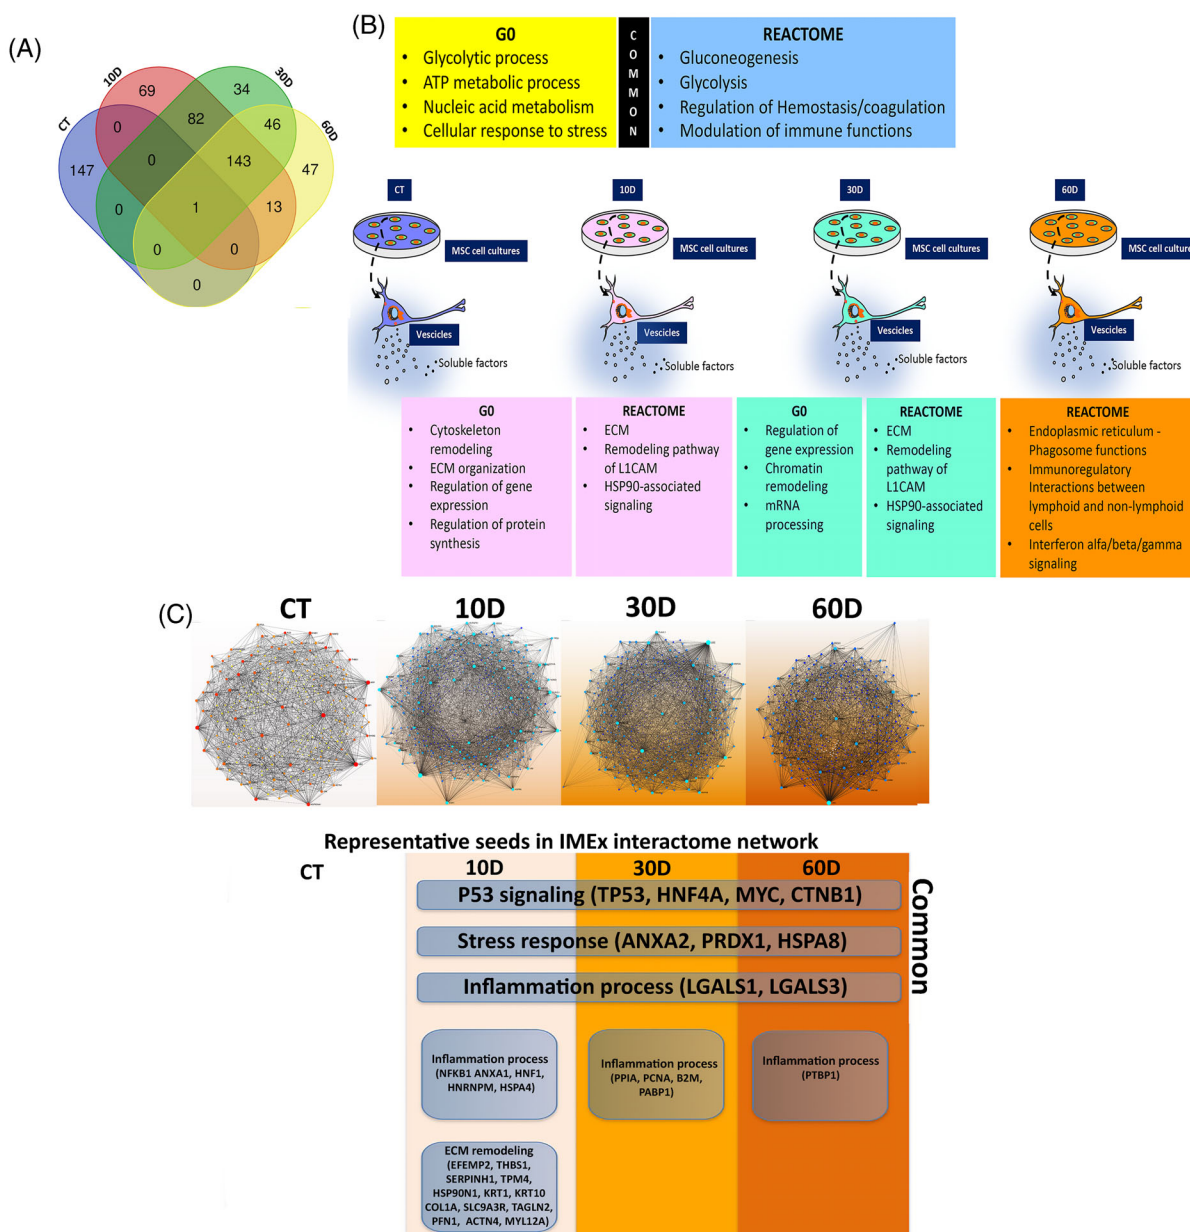 (A)
CT
10D
30D
60D
69
34
0
82
46
147
0
143
47
0
1
13
0
0
0
(B)
G0
• Glycolytic process
• ATP metabolic process
• Nucleic acid metabolism
• Cellular response to stress
COMMON
REACTOME
• Gluconeogenesis
• Glycolysis
• Regulation of Hemostasis/coagulation
• Modulation of immune functions
CT
MSC cell cultures
Vescicles
Soluble factors
10D
MSC cell cultures
Vescicles
Soluble factors
30D
MSC cell cultures
Vescicles
Soluble factors
60D
MSC cell cultures
Vescicles
Soluble factors
G0
• Cytoskeleton
remodeling
• ECM organization
• Regulation of gene
expression
• Regulation of protein
synthesis
REACTOME
• ECM
• Remodeling pathway
of L1CAM
• HSP90-associated
signaling
G0
• Regulation of
gene expression
• Chromatin
remodeling
• mRNA
processing
REACTOME
• ECM
• Remodeling
pathway of
L1CAM
• HSP90-associated
signaling
REACTOME
• Endoplasmic reticulum -
Phagosome functions
• Immunoregulatory
Interactions between
lymphoid and non-lymphoid
cells
• Interferon alfa/beta/gamma
signaling
(C)
CT
10D
30D
60D
Representative seeds in IMEx interactome network
CT
10D
30D
60D
Common
P53 signaling (TP53, HNF4A, MYC, CTNB1)
Stress response (ANXA2, PRDX1, HSPA8)
Inflammation process (LGALS1, LGALS3)
Inflammation process
(NFKB1 ANXA1, HNF1,
HNRNPM, HSPA4)
Inflammation process
(PPIA, PCNA, B2M,
PABP1)
Inflammation process
(PTBP1)
ECM remodeling
(EFEMP2, THBS1,
SERPINH1, TPM4,
HSP90N1, KRT1, KRT10
COL1A, SLC9A3R, TAGLN2,
PFN1, ACTN4, MYL12A)